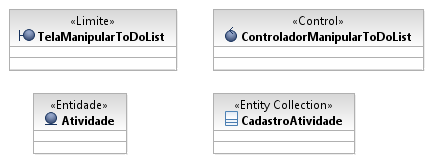 «Limite»
TelaManipularToDoList
«Control»
ControladorManipularToDoList
«Entidade»
Atividade
«Entity Collection»
CadastroAtividade